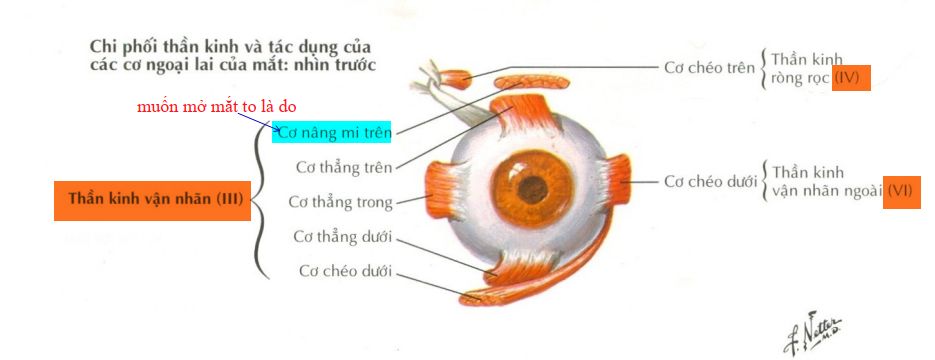 Chi phối thần kinh và tác dụng của
các cơ ngoại lai của mắt: nhìn trước
muốn mở mắt to là do
Cơ nâng mi trên
Cơ thẳng trên
Thần kinh vận nhãn (III)
Cơ thẳng trong
Cơ thẳng dưới
Cơ chéo dưới
Cơ chéo trên
Thần kinh
ròng rọc (IV)
Cơ chéo dưới
Thần kinh
vận nhãn ngoài (VI)
F. Netter
M.D.